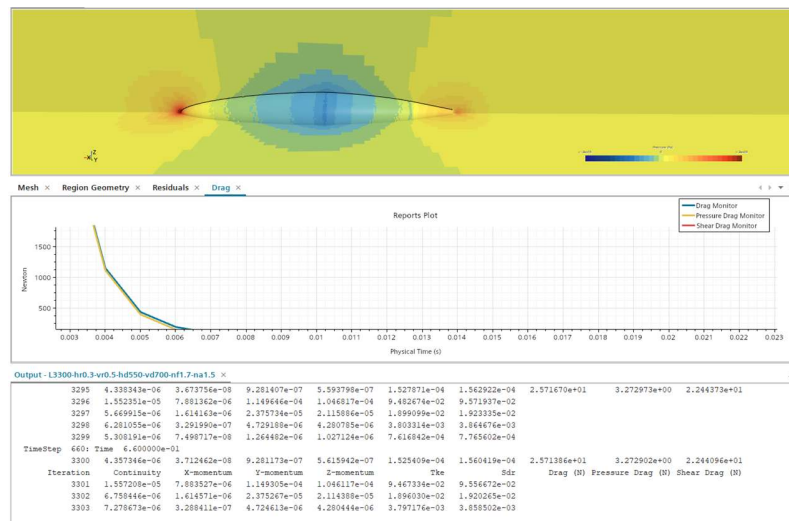 Z
-X
Y
Mesh × Region Geometry × Residuals × Drag ×
Reports Plot
Drag Monitor
Pressure Drag Monitor
Shear Drag Monitor
1500
1000
500
Newton
0.003 0.004 0.005 0.006 0.007 0.008 0.009 0.01 0.011 0.012 0.013 0.014 0.015 0.016 0.017 0.018 0.019 0.02 0.021 0.022 0.023
Physical Time (s)
Output - L3300-hr0.3-vr0.5-hd550-vd700-nf1.7-na1.5 ×
3295 4.338343e-06 3.673756e-08 9.281407e-07 5.593798e-07 1.527871e-04 1.562922e-04 2.571670e+01 3.272973e+00 2.244373e+01
3296 1.552351e-05 7.881362e-06 1.149646e-04 1.046817e-04 9.482674e-02 9.571937e-02
3297 5.669915e-06 1.614163e-06 2.375734e-05 2.115886e-05 1.899099e-02 1.923335e-02
3298 6.281055e-06 3.291990e-07 4.729188e-06 4.280785e-06 3.803314e-03 3.864676e-03
3299 5.308191e-06 7.498717e-08 1.264482e-06 1.027124e-06 7.616842e-04 7.765602e-04
TimeStep 660: Time 6.600000e-01
3300 4.357346e-06 3.712462e-08 9.281173e-07 5.615942e-07 1.525409e-04 1.560419e-04 2.571386e+01 3.272902e+00 2.244096e+01
Iteration Continuity X-momentum Y-momentum Z-momentum Tke Sdr Drag (N) Pressure Drag (N) Shear Drag (N)
3301 1.557208e-05 7.883527e-06 1.149305e-04 1.046117e-04 9.467334e-02 9.556672e-02
3302 6.758446e-06 1.614571e-06 2.375267e-05 2.114388e-05 1.896030e-02 1.920265e-02
3303 7.278673e-06 3.288411e-07 4.724613e-06 4.280444e-06 3.797176e-03 3.858502e-03